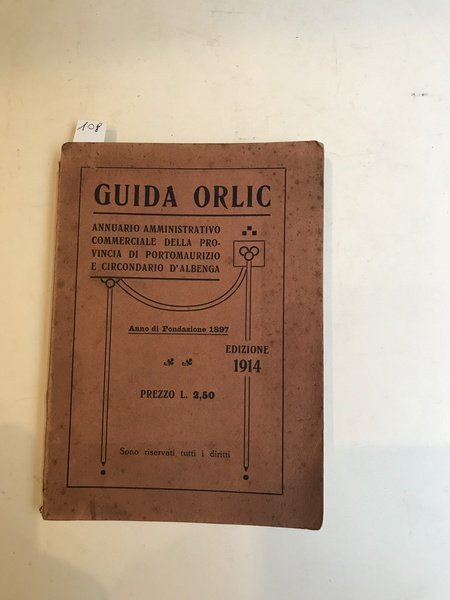 108
GUIDA ORLIC
ANNUARIO AMMINISTRATIVO
COMMERCIALE DELLA PRO-
VINCIA DI PORTOMAURIZIO
E CIRCONDARIO D'ALBENGA
Anno di Fondazione 1897
EDIZIONE
1914
PREZZO L. 2,50
Sono riservati tutti i diritti